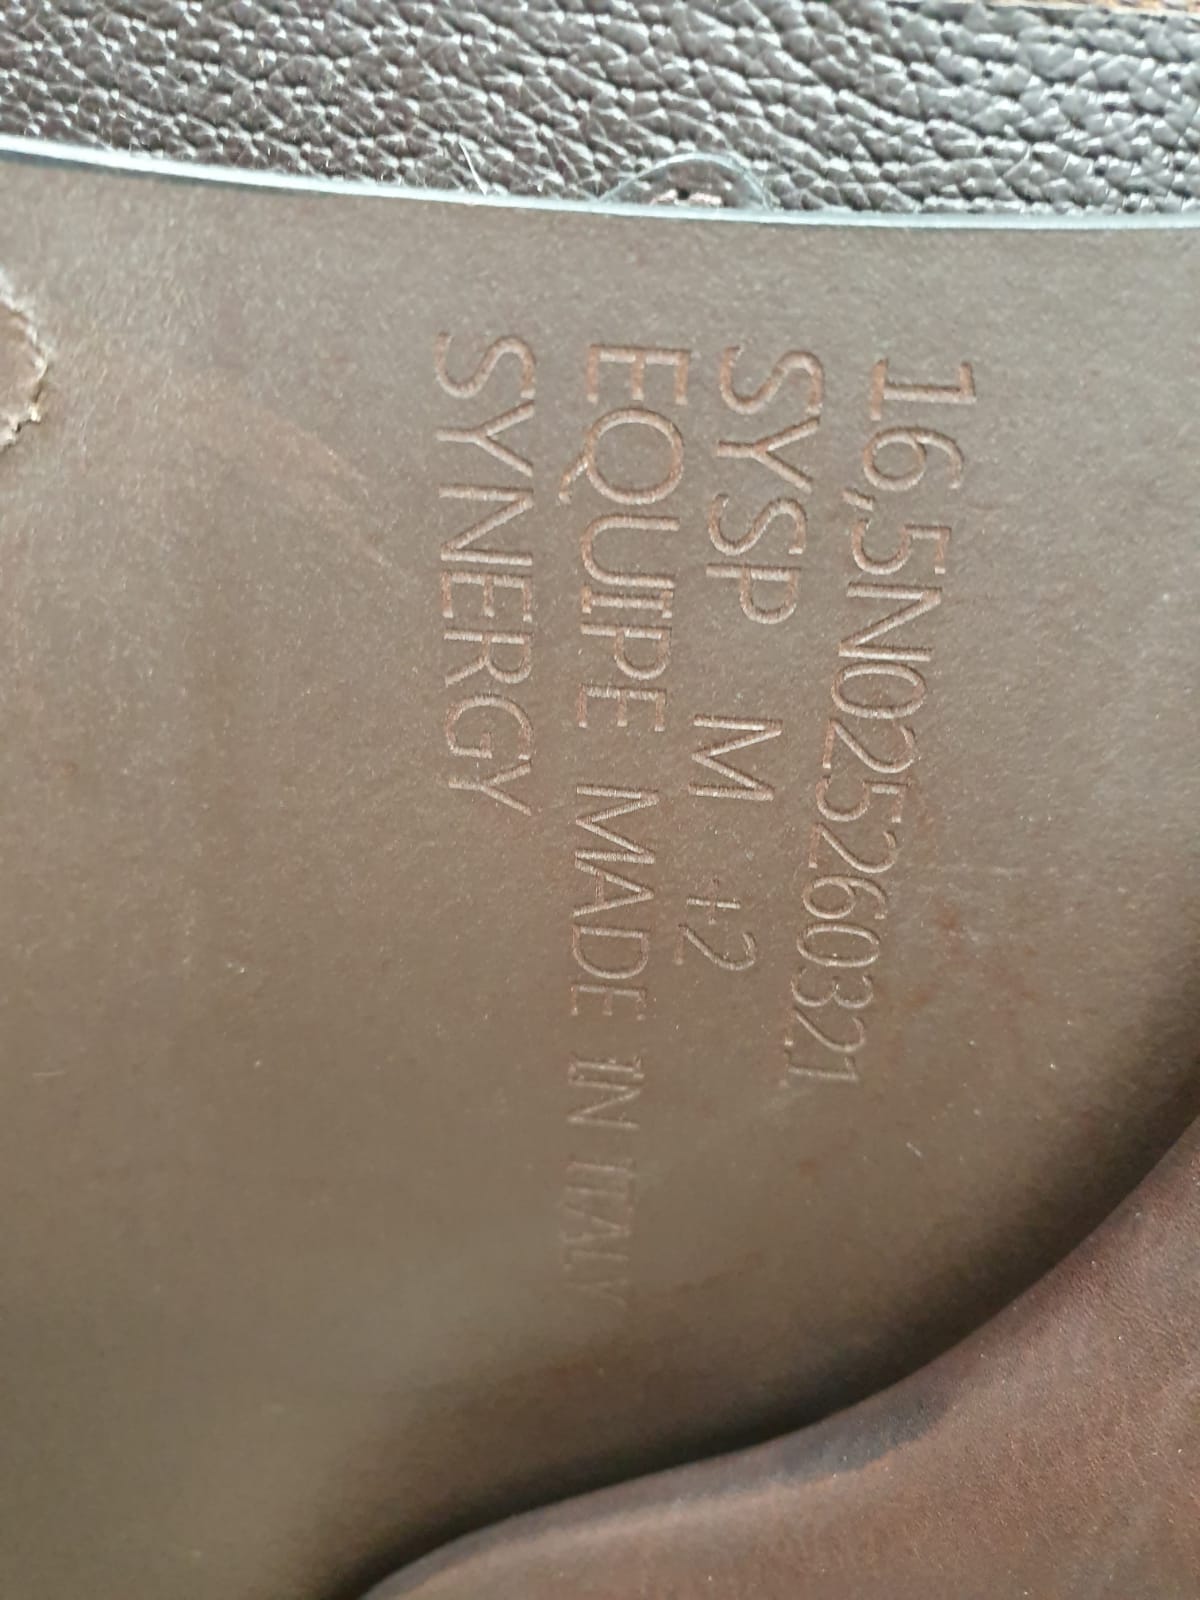 16,5N025260321
SYSP M +2
EQUIPE MADE IN ITALY
SYNERGY